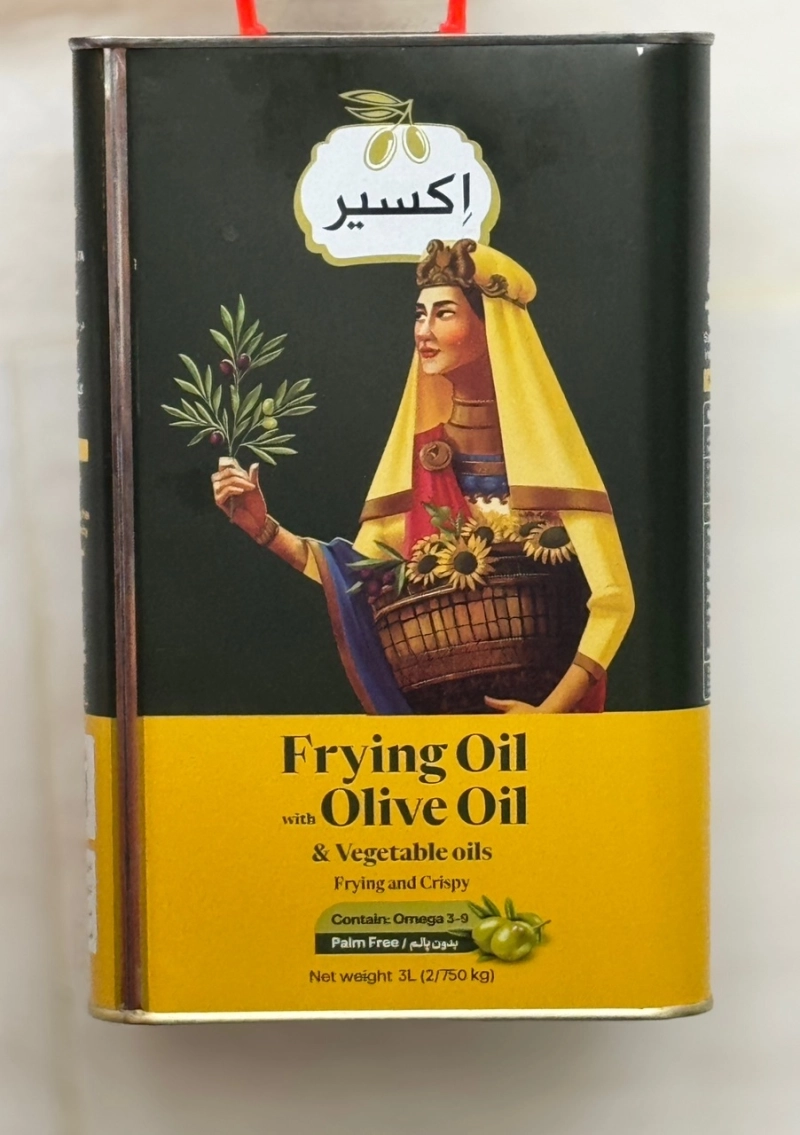 اِکسیر
Frying Oil
with Olive Oil
& Vegetable oils
Frying and Crispy
Contain: Omega 3-9
Palm Free / بدون پالم
Net weight 3L (2/750 kg)